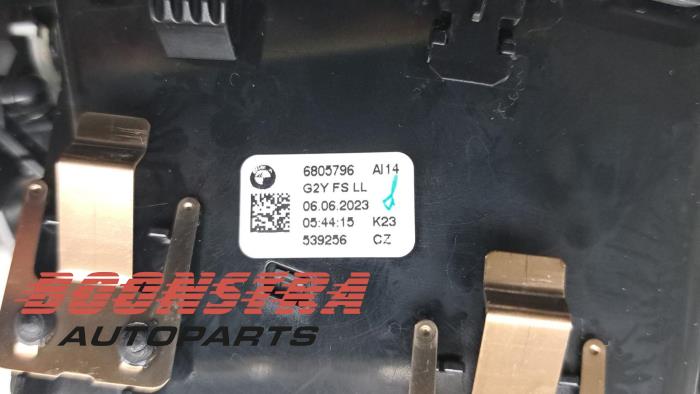 6805796 AI14
G2Y FS LL
06.06.2023
05:44:15 K23
539256 CZ
BOONSTRA
AUTOPARTS